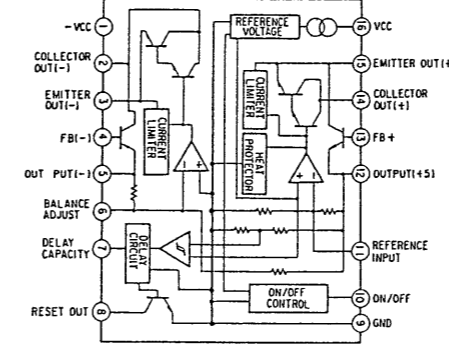 -VCC 1
COLLECTOR OUT(-) 2
EMITTER OUT(-) 3
FB(-) 4
OUT PUT(-) 5
BALANCE ADJUST 6
DELAY CAPACITY 7
RESET OUT 8
REFERENCE VOLTAGE
CURRENT LIMITER
CURRENT LIMITER
HEAT PROTECTOR
DELAY CIRCUIT
ON/OFF CONTROL
16 VCC
15 EMITTER OUT(+
14 COLLECTOR OUT(+)
13 FB+
12 OUTPUT(+5)
11 REFERENCE INPUT
10 ON/OFF
9 GND